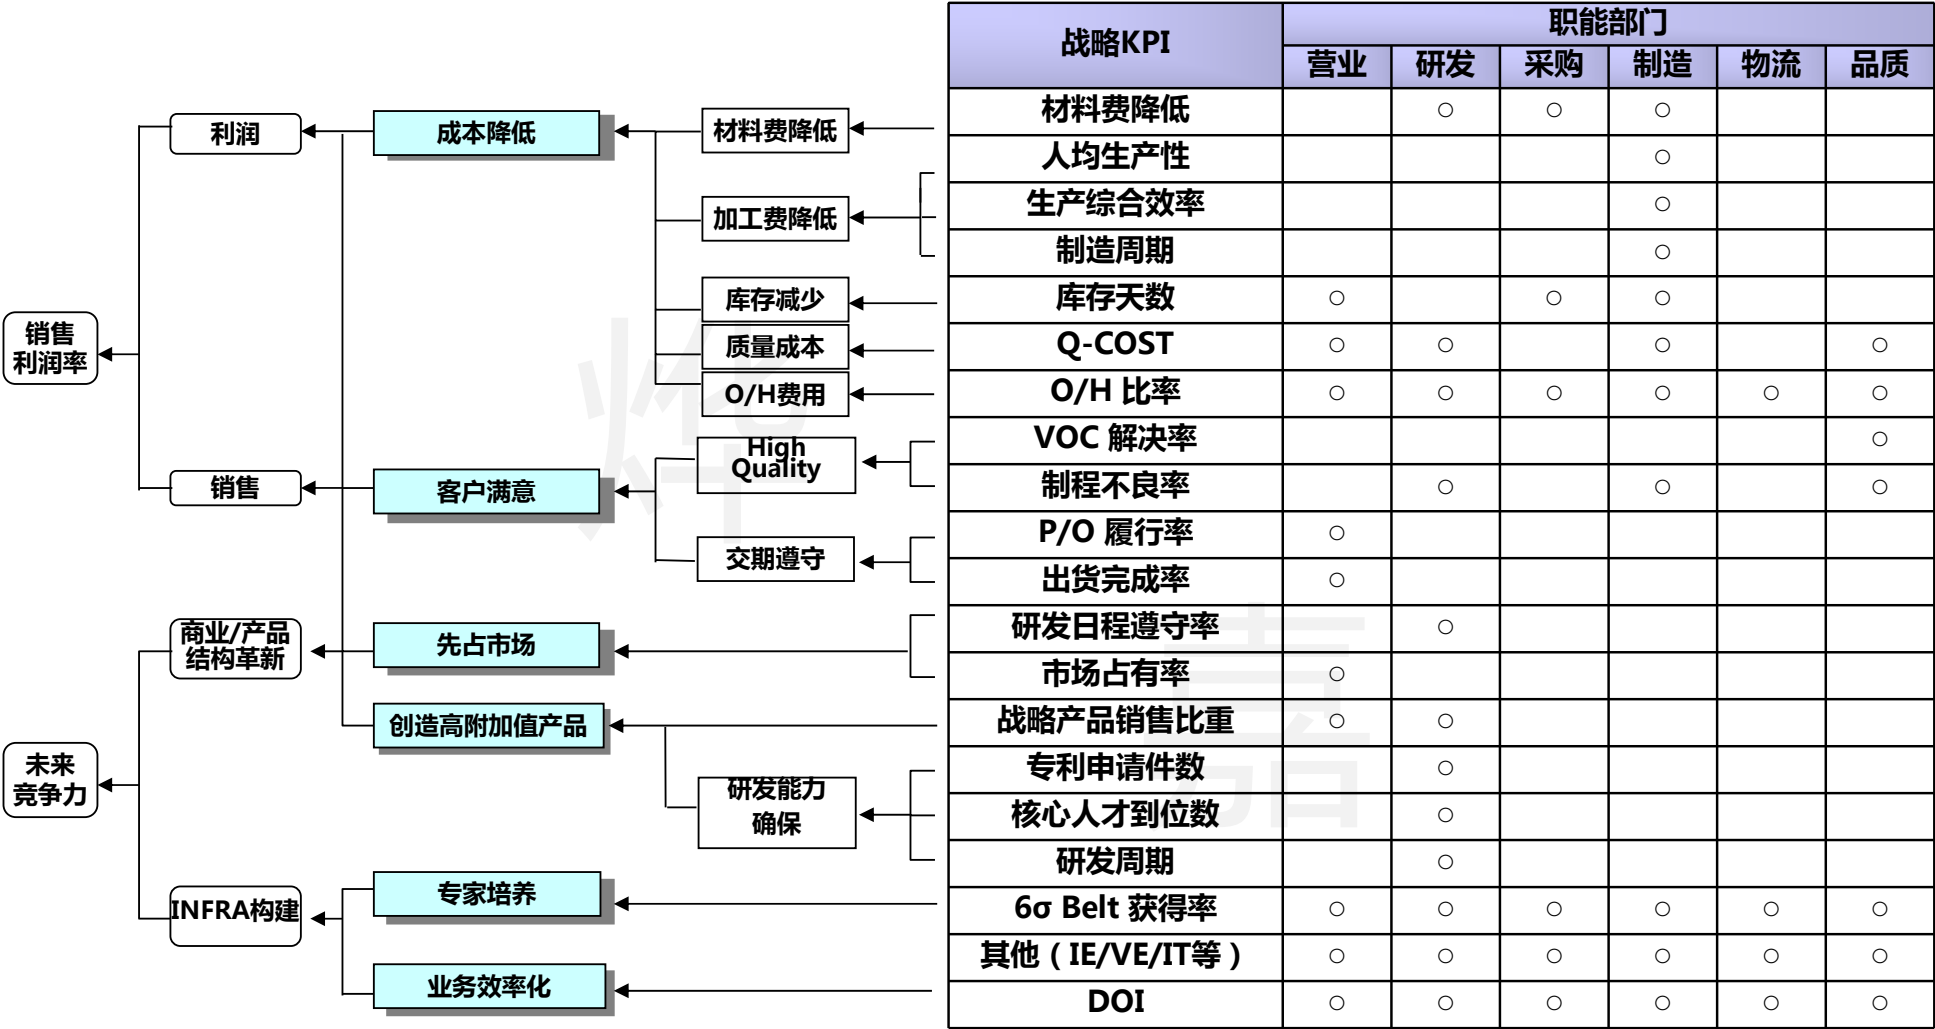 战略KPI
职能部门
营业 研发 采购 制造 物流 品质
销售
利润率
未来
竞争力
利润
销售
商业/产品
结构革新
INFRA构建
成本降低
客户满意
先占市场
创造高附加值产品
专家培养
业务效率化
材料费降低
加工费降低
库存减少
质量成本
O/H费用
High
Quality
交期遵守
研发能力
确保
材料费降低 ○ ○ ○
人均生产性 ○
生产综合效率 ○
制造周期 ○
库存天数 ○ ○ ○
Q-COST ○ ○ ○ ○
O/H 比率 ○ ○ ○ ○ ○ ○
VOC 解决率 ○
制程不良率 ○ ○ ○
P/O 履行率 ○
出货完成率 ○
研发日程遵守率 ○
市场占有率 ○
战略产品销售比重 ○ ○
专利申请件数 ○
核心人才到位数 ○
研发周期 ○
6σ Belt 获得率 ○ ○ ○ ○ ○ ○
其他（IE/VE/IT等） ○ ○ ○ ○ ○ ○
DOI ○ ○ ○ ○ ○ ○
烨
嘉